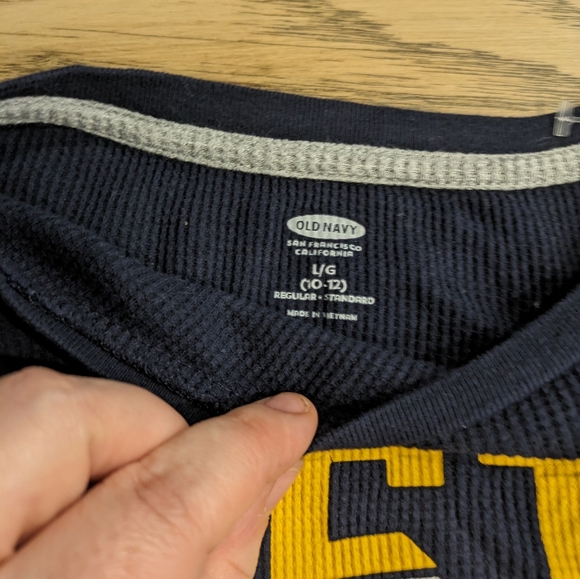 OLD NAVY
SAN FRANCISCO
CALIFORNIA
L/G
(10-12)
REGULAR • STANDARD
MADE IN VIETNAM